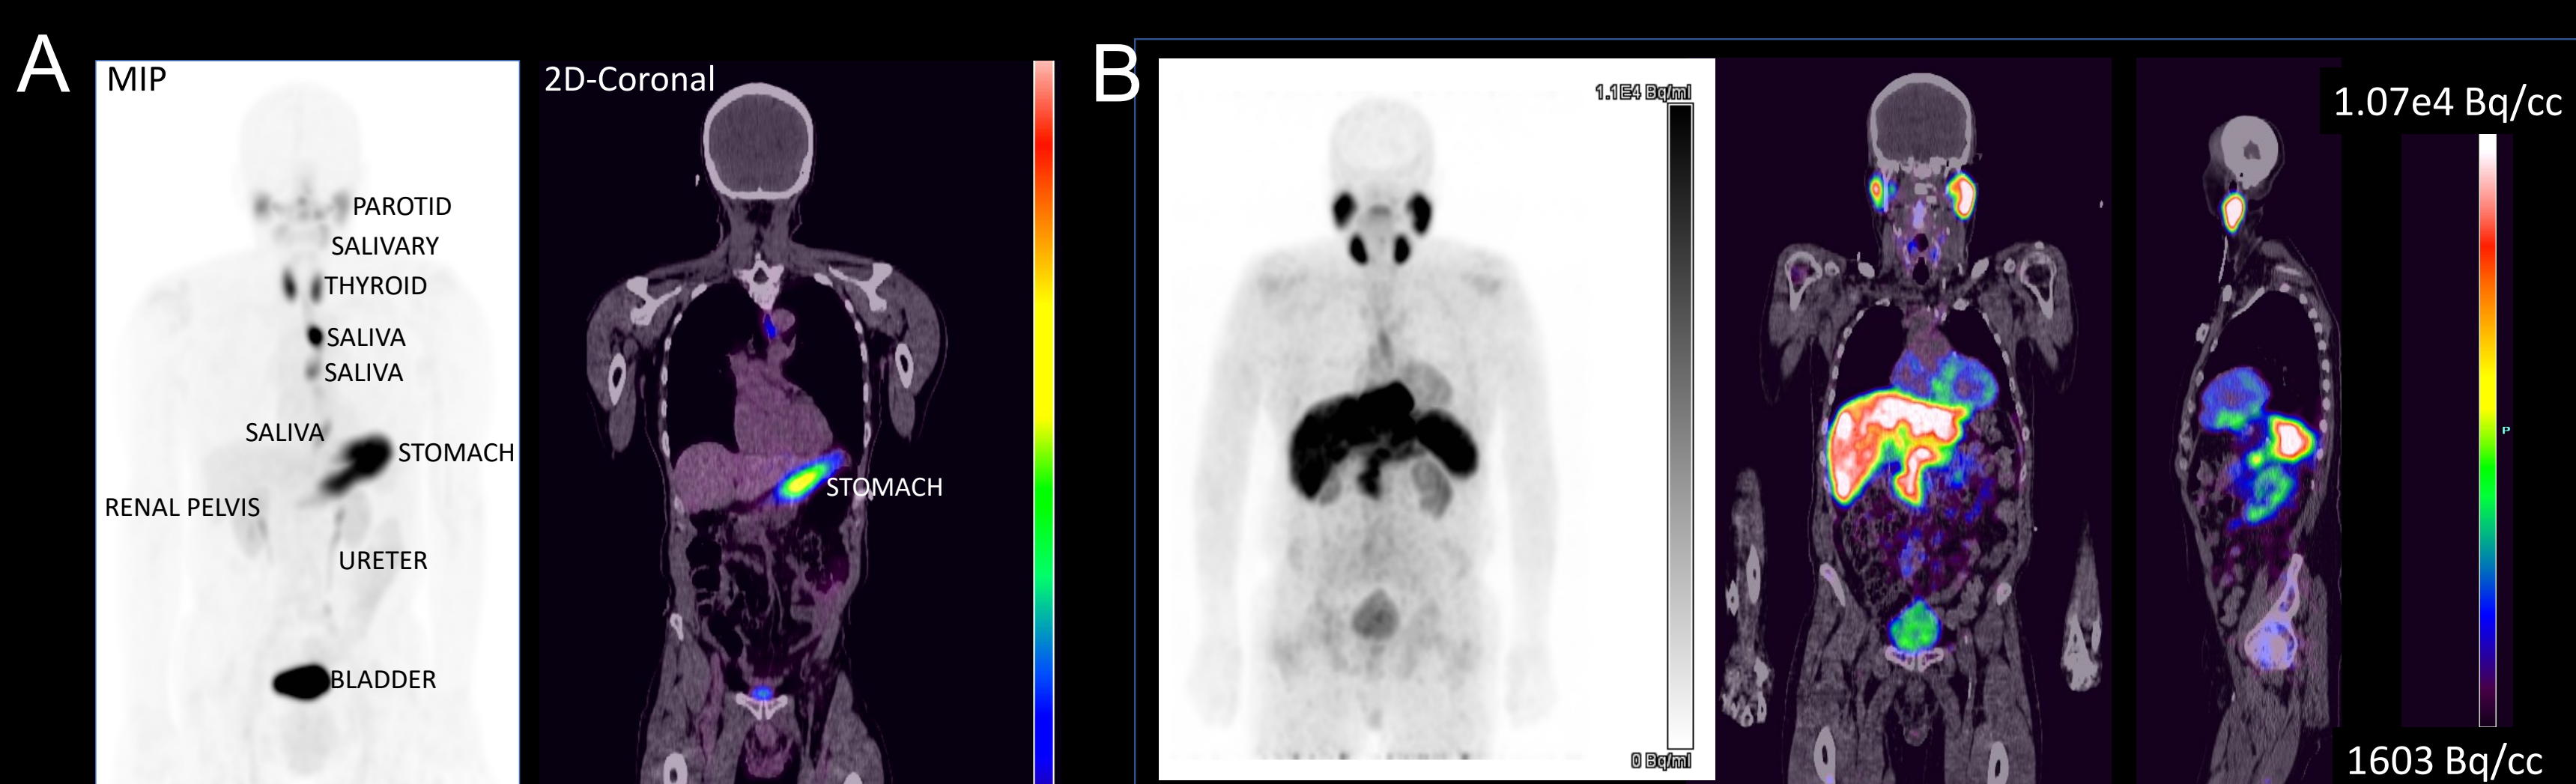 A
MIP
PAROTID
SALIVARY
THYROID
SALIVA
SALIVA
SALIVA
STOMACH
RENAL PELVIS
URETER
BLADDER
2D-Coronal
STOMACH
B
1.1E4 Bq/ml
0 Bq/ml
1.07e4 Bq/cc
P
1603 Bq/cc